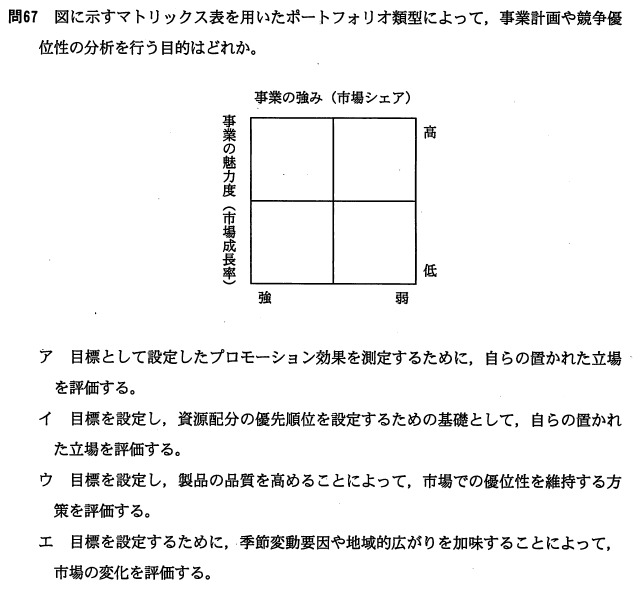 問67 図に示すマトリックス表を用いたポートフォリオ類型によって，事業計画や競争優
位性の分析を行う目的はどれか。
事業の強み（市場シェア）
事業の魅力度（市場成長率）
高
低
強
弱
ア 目標として設定したプロモーション効果を測定するために，自らの置かれた立場
を評価する。
イ 目標を設定し，資源配分の優先順位を設定するための基礎として，自らの置かれ
た立場を評価する。
ウ 目標を設定し，製品の品質を高めることによって，市場での優位性を維持する方
策を評価する。
エ 目標を設定するために，季節変動要因や地域的広がりを加味することによって，
市場の変化を評価する。